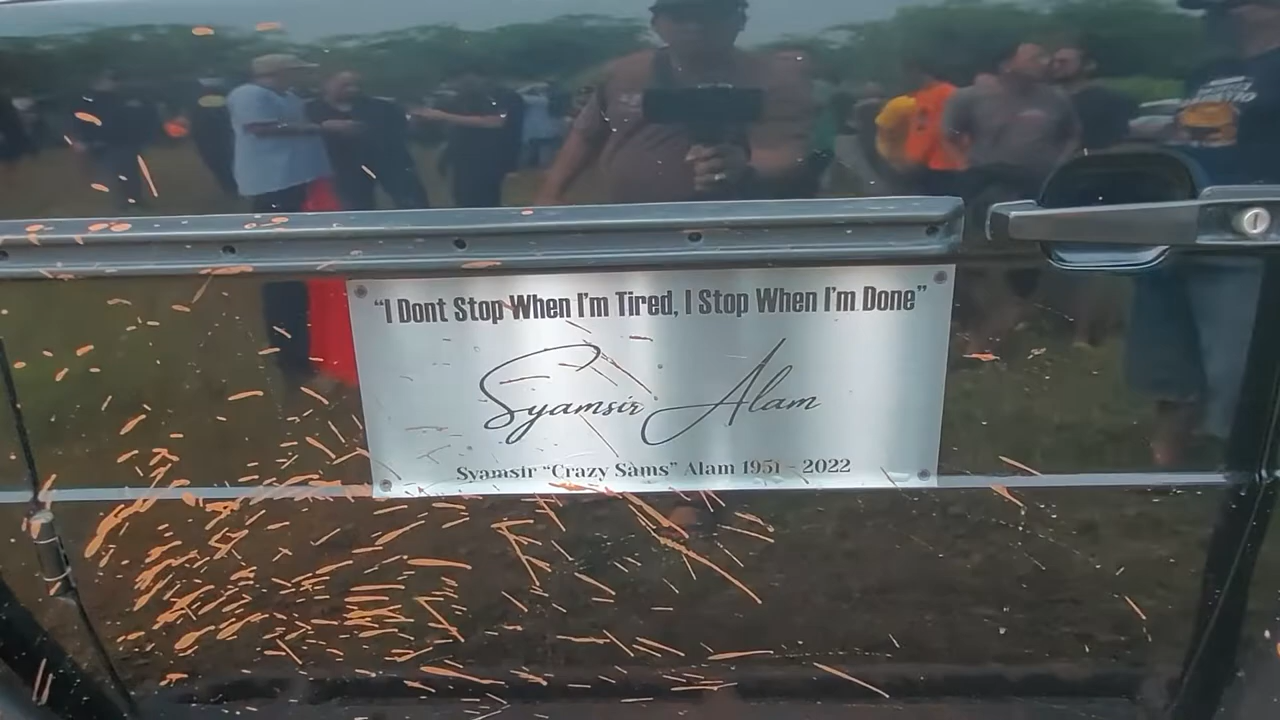 “I Dont Stop When I'm Tired, I Stop When I'm Done”
Syamsir Alam
Syamsir “Crazy Sams” Alam 1951 - 2022